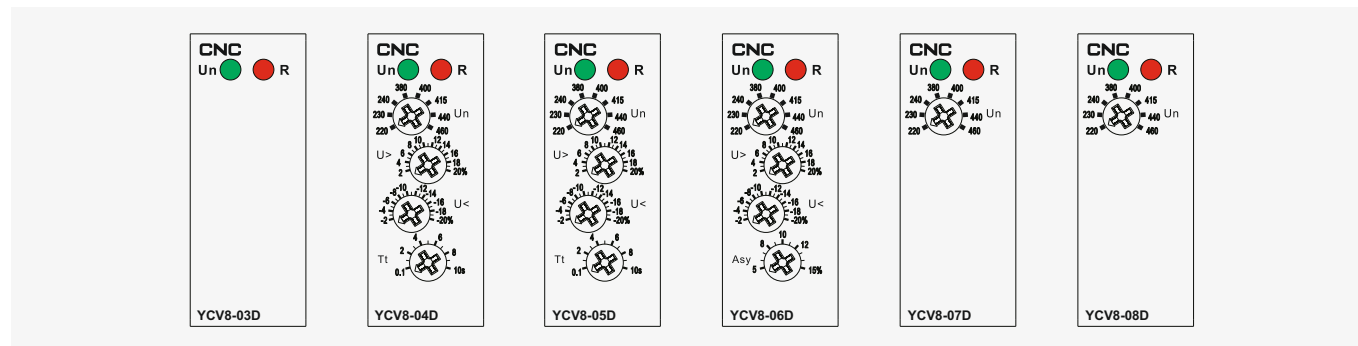 CNC
Un R
YCV8-03D
CNC
Un R
380 400
240 415
230 440 Un
220 460
10 12
8 14
6 16
U> 4 18
2 20%
-10 -12
-8 -14
-6 -16 U<
-4 -18
-2 -20%
4 6
2 8
Tt 0.1 10s
YCV8-04D
CNC
Un R
380 400
240 415
230 440 Un
220 460
10 12
8 14
6 16
U> 4 18
2 20%
-10 -12
-8 -14
-6 -16 U<
-4 -18
-2 -20%
4 6
2 8
Tt 0.1 10s
YCV8-05D
CNC
Un R
380 400
240 415
230 440 Un
220 460
10 12
8 14
6 16
U> 4 18
2 20%
-10 -12
-8 -14
-6 -16 U<
-4 -18
-2 -20%
10
8 12
Asy 5 15%
YCV8-06D
CNC
Un R
380 400
240 415
230 440 Un
220 460
YCV8-07D
CNC
Un R
380 400
240 415
230 440 Un
220 460
YCV8-08D